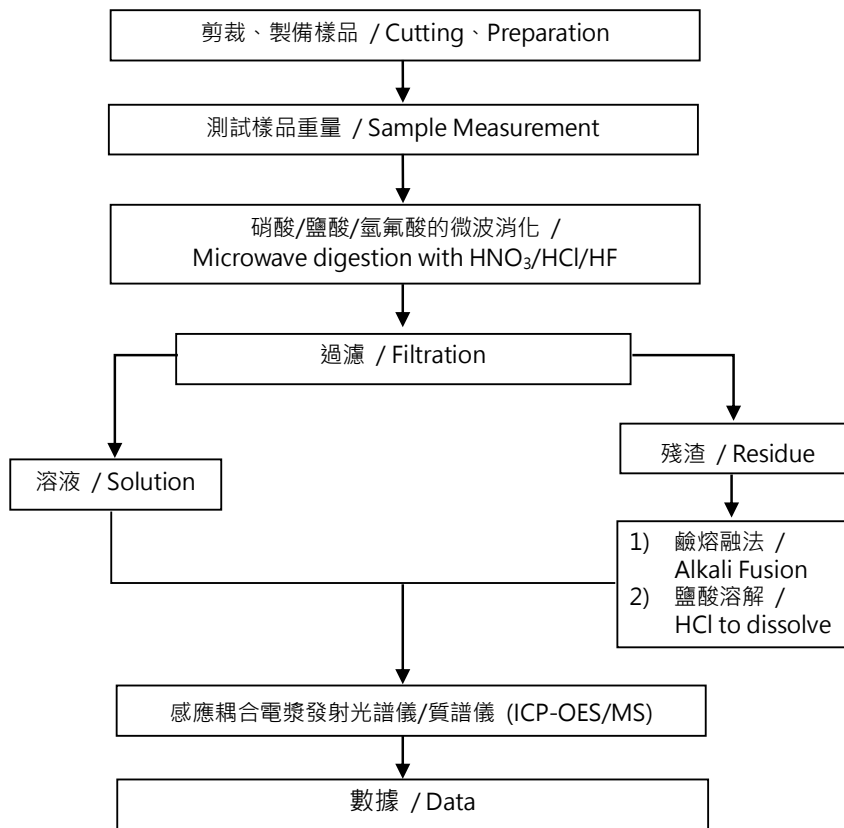 剪裁、製備樣品 / Cutting、Preparation
測試樣品重量 / Sample Measurement
硝酸/鹽酸/氫氟酸的微波消化 /
Microwave digestion with HNO₃/HCl/HF
過濾 / Filtration
溶液 / Solution
殘渣 / Residue
1) 鹼熔融法 /
Alkali Fusion
2) 鹽酸溶解 /
HCl to dissolve
感應耦合電漿發射光譜儀/質譜儀 (ICP-OES/MS)
數據 / Data